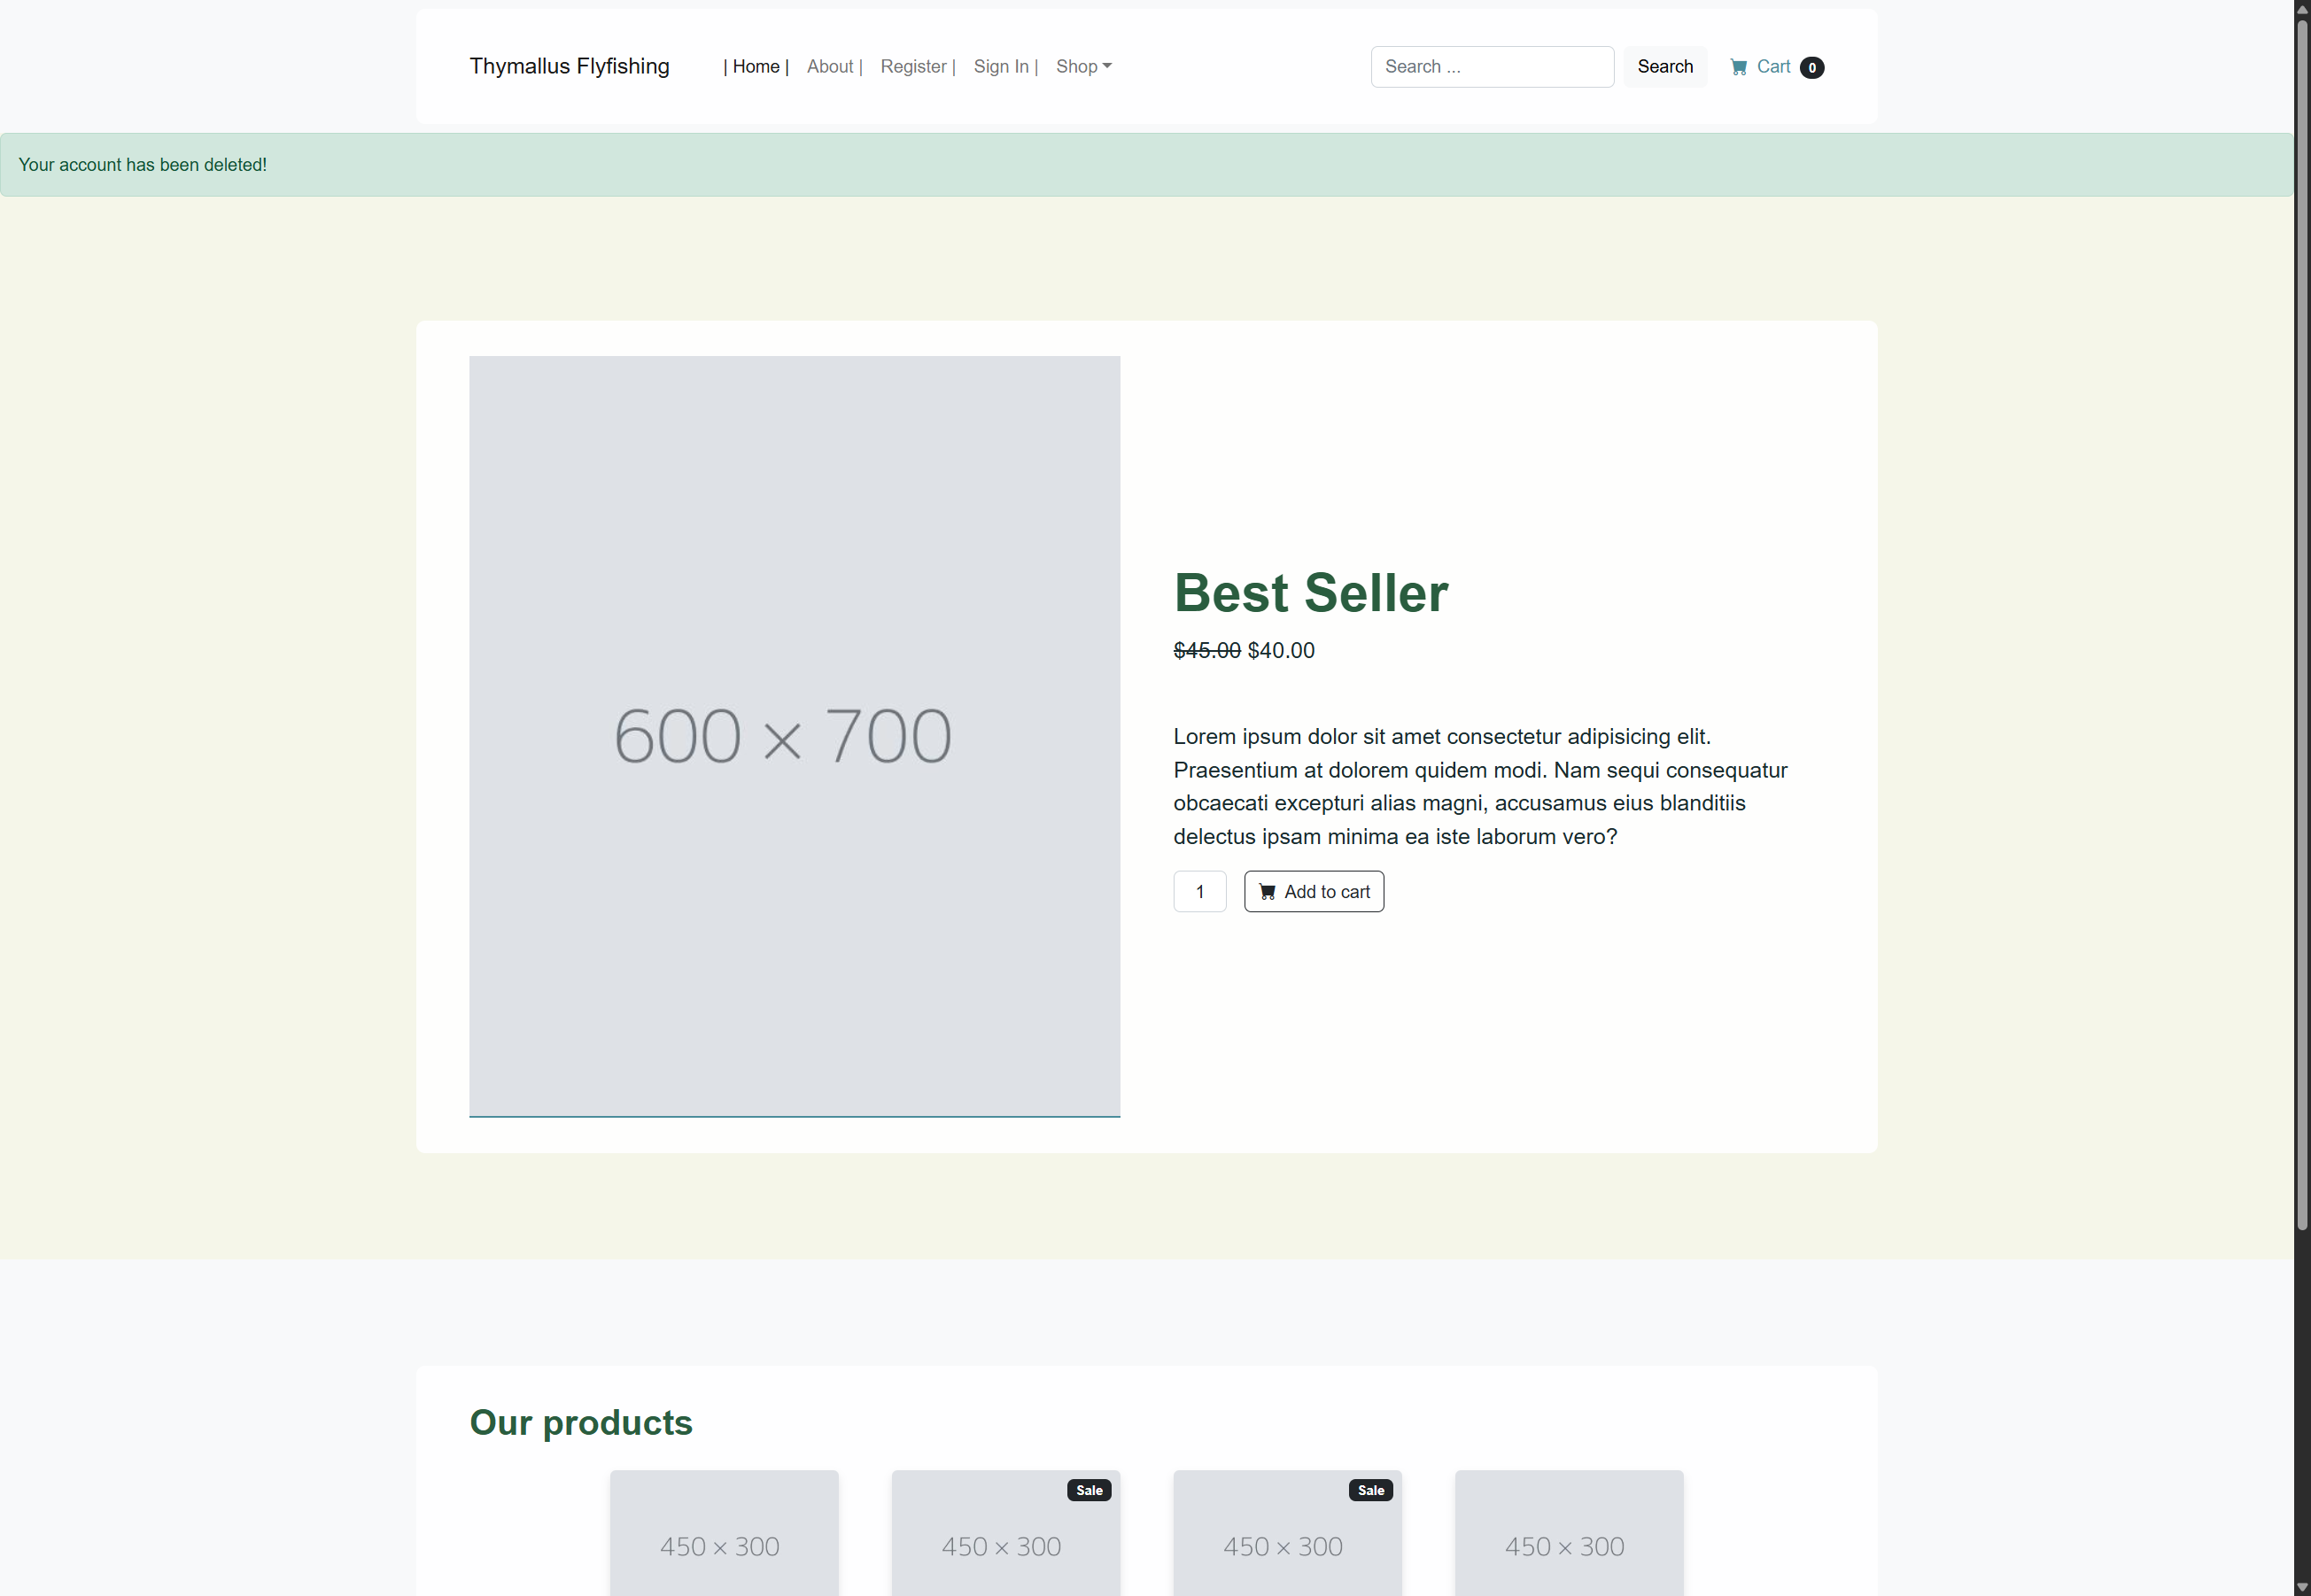 Thymallus Flyfishing | Home | About | Register | Sign In | Shop Search ... Search Cart 0
Your account has been deleted!
600 × 700
Best Seller
$45.00 $40.00
Lorem ipsum dolor sit amet consectetur adipisicing elit.
Praesentium at dolorem quidem modi. Nam sequi consequatur
obcaecati excepturi alias magni, accusamus eius blanditiis
delectus ipsam minima ea iste laborum vero?
1 Add to cart
Our products
Sale Sale
450 × 300 450 × 300 450 × 300 450 × 300